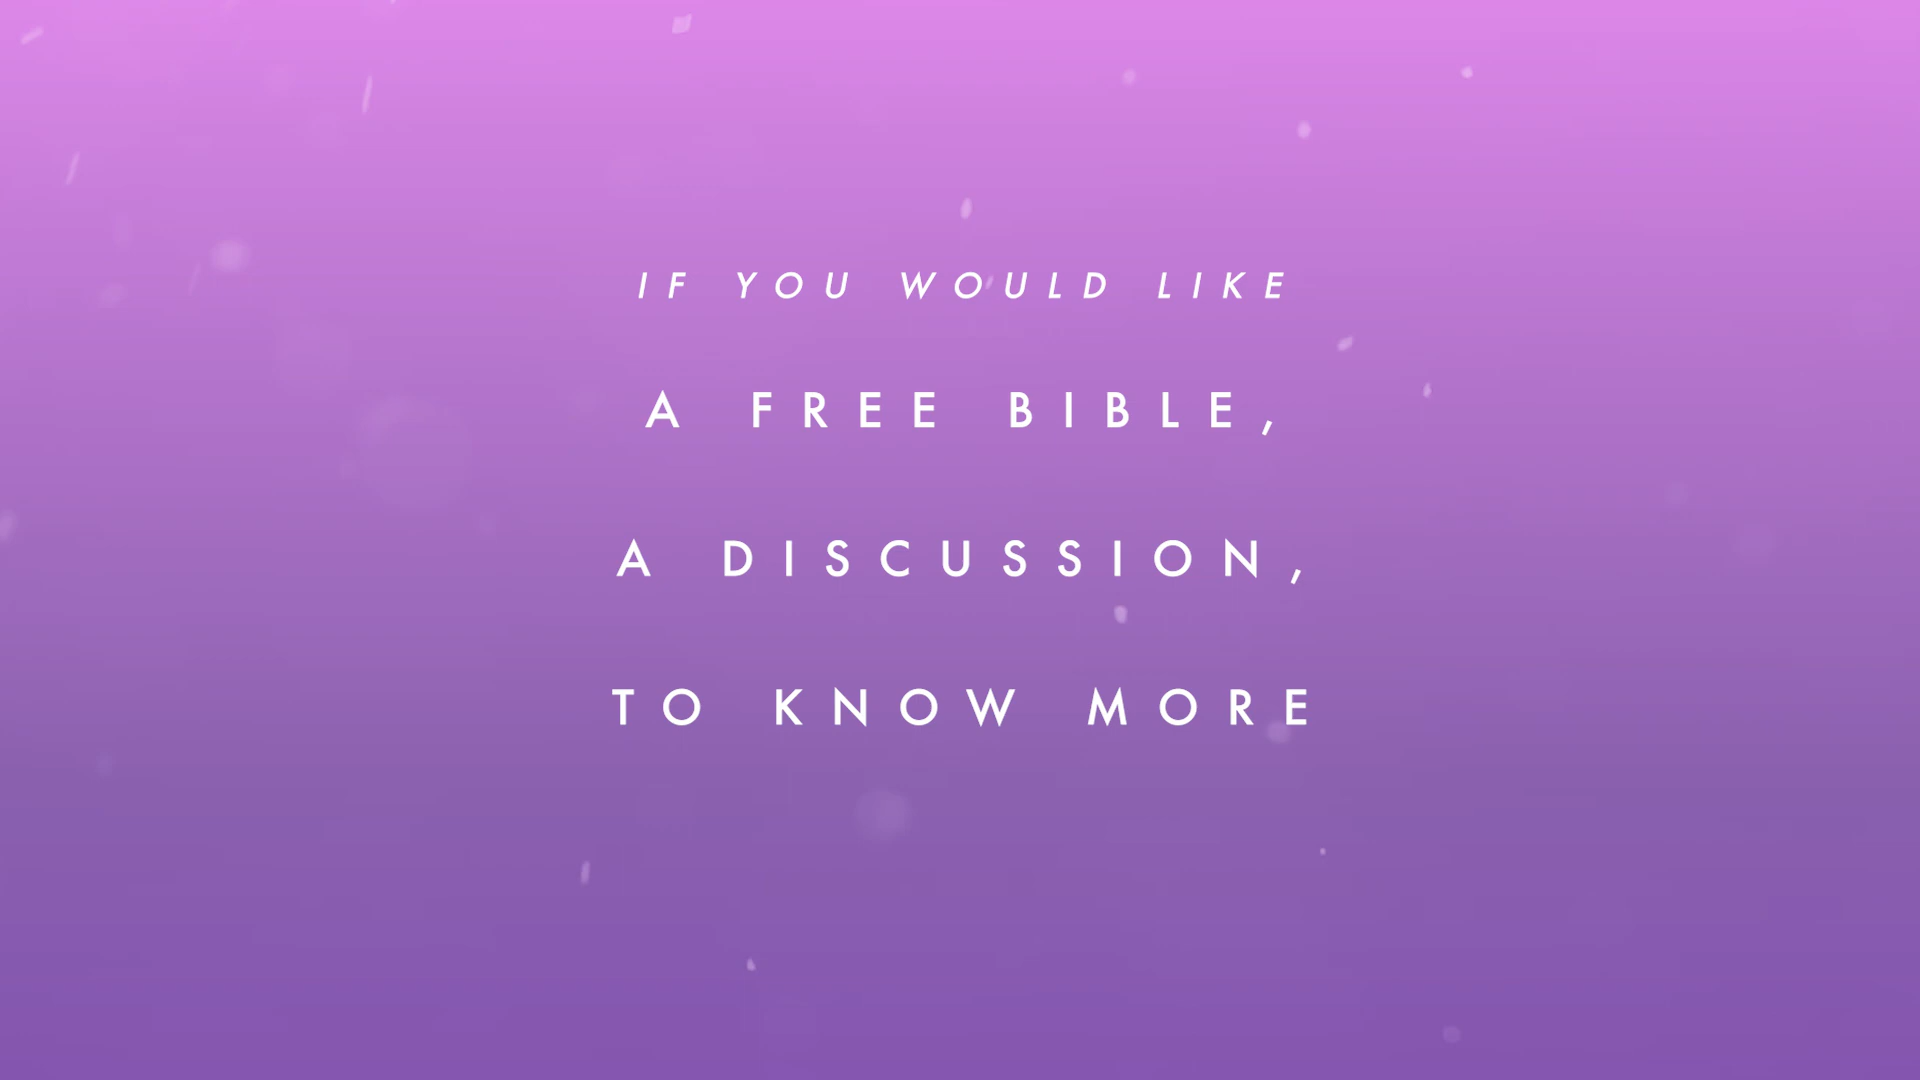 IF YOU WOULD LIKE
A FREE BIBLE,
A DISCUSSION,
TO KNOW MORE